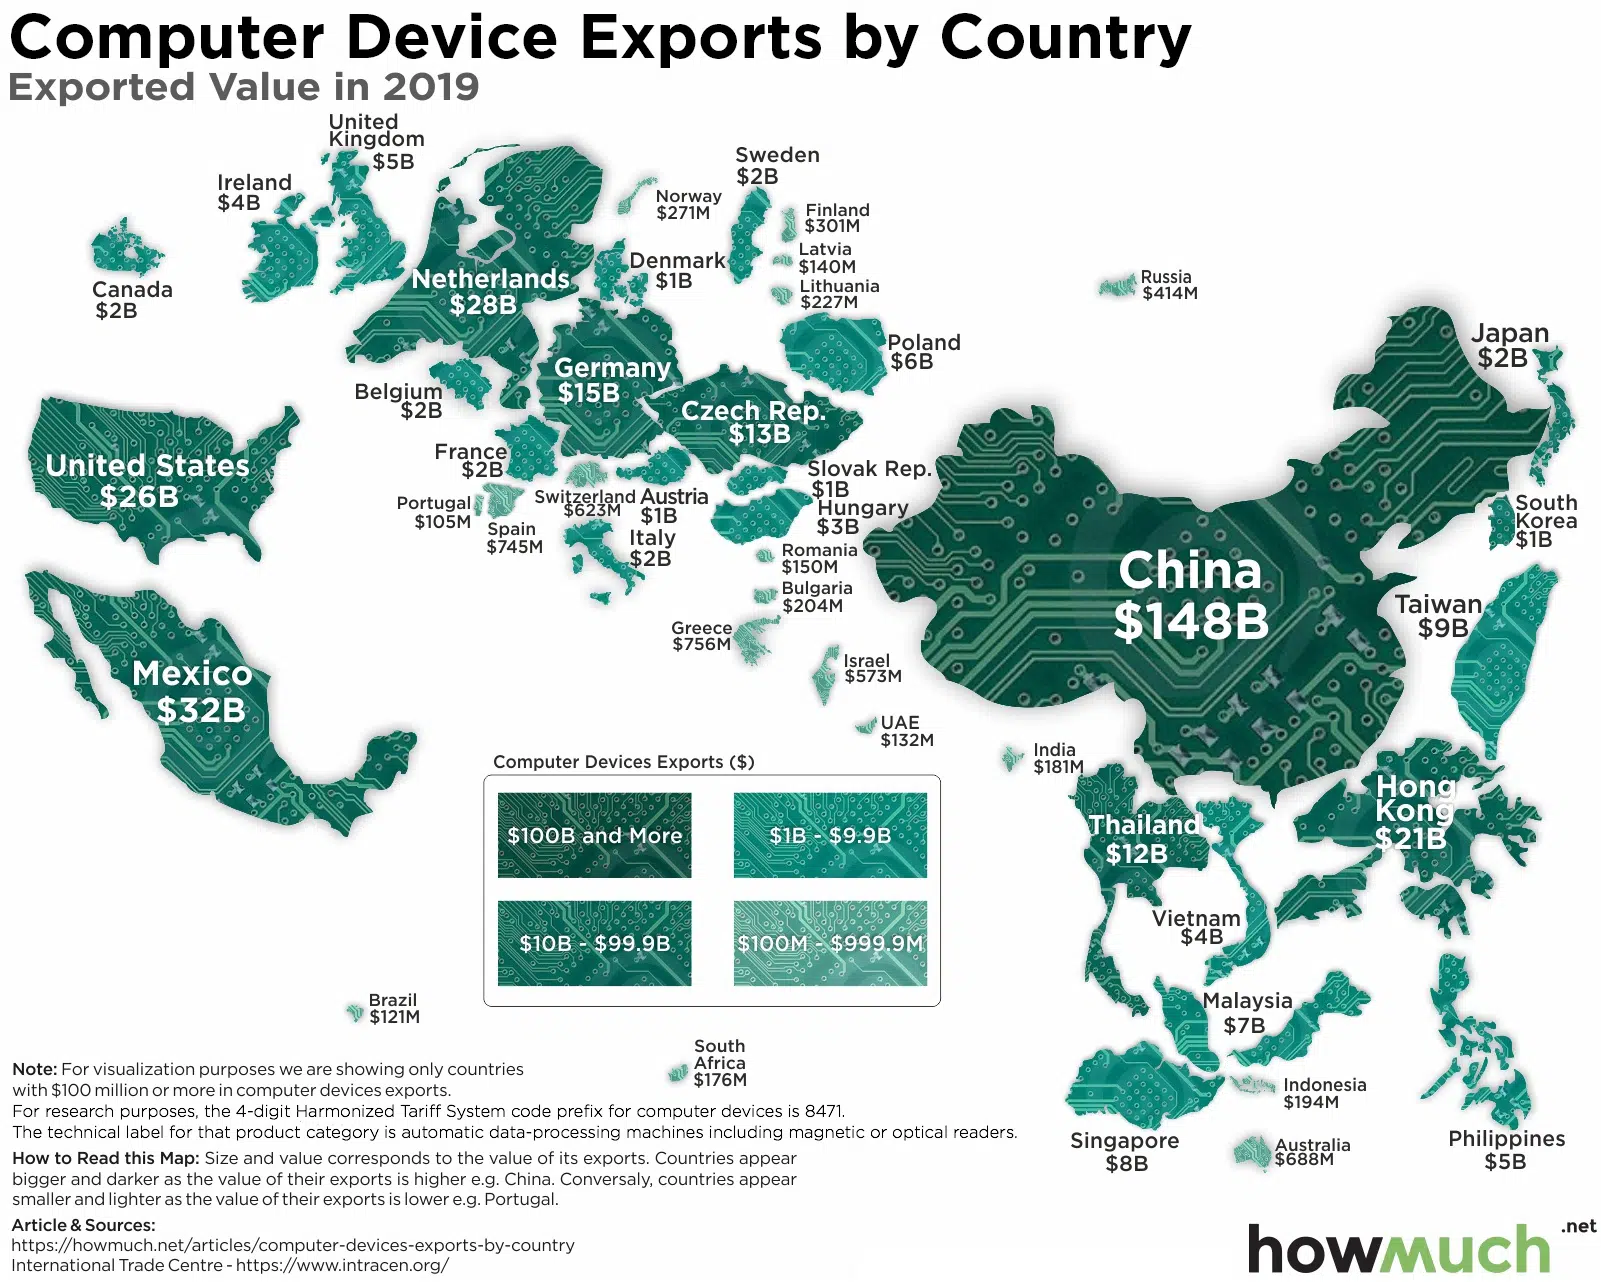 Computer Device Exports by Country
Exported Value in 2019
United
Kingdom
$5B
Ireland
$4B
Canada
$2B
Netherlands
$28B
Norway
$271M
Sweden
$2B
Finland
$301M
Latvia
$140M
Lithuania
$227M
Denmark
$1B
Russia
$414M
Poland
$6B
Japan
$2B
Germany
$15B
Belgium
$2B
Czech Rep.
$13B
United States
$26B
France
$2B
Portugal
$105M
Spain
$745M
Switzerland
$623M
Austria
$1B
Slovak Rep.
$1B
Hungary
$3B
Italy
$2B
Romania
$150M
Bulgaria
$204M
Greece
$756M
Israel
$573M
UAE
$132M
China
$148B
South
Korea
$1B
Taiwan
$9B
Mexico
$32B
India
$181M
Hong
Kong
$21B
Thailand
$12B
Vietnam
$4B
Malaysia
$7B
Indonesia
$194M
Singapore
$8B
Australia
$688M
Philippines
$5B
Computer Devices Exports ($)
$100B and More
$1B - $9.9B
$10B - $99.9B
$100M - $999.9M
Brazil
$121M
South
Africa
$176M
Note: For visualization purposes we are showing only countries
with $100 million or more in computer devices exports.
For research purposes, the 4-digit Harmonized Tariff System code prefix for computer devices is 8471.
The technical label for that product category is automatic data-processing machines including magnetic or optical readers.
How to Read this Map: Size and value corresponds to the value of its exports. Countries appear
bigger and darker as the value of their exports is higher e.g. China. Conversaly, countries appear
smaller and lighter as the value of their exports is lower e.g. Portugal.
Article & Sources:
https://howmuch.net/articles/computer-devices-exports-by-country
International Trade Centre - https://www.intracen.org/
howmuch.net